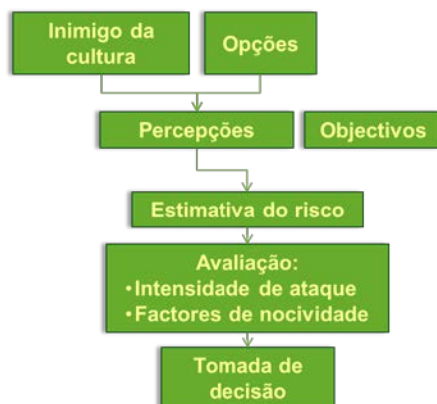 Inimigo da
cultura
Opções
Percepções
Objectivos
Estimativa do risco
Avaliação:
•Intensidade de ataque
•Factores de nocividade
Tomada de
decisão